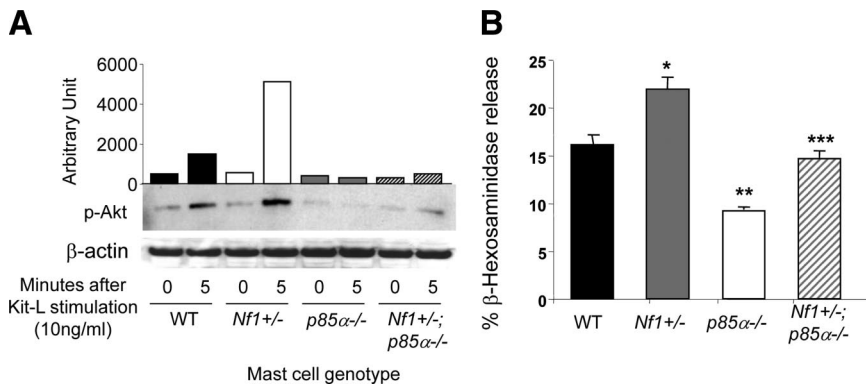 A
Arbitrary Unit
6000
4000
2000
0
p-Akt
β-actin
Minutes after
Kit-L stimulation
(10ng/ml)
0 5 0 5 0 5 0 5
WT Nf1+/- p85α-/- Nf1+/-;
p85α-/-
Mast cell genotype
B
% β-Hexosaminidase release
25
20
15
10
5
0
*
**
***
WT Nf1+/- p85α-/- Nf1+/-;
p85α-/-